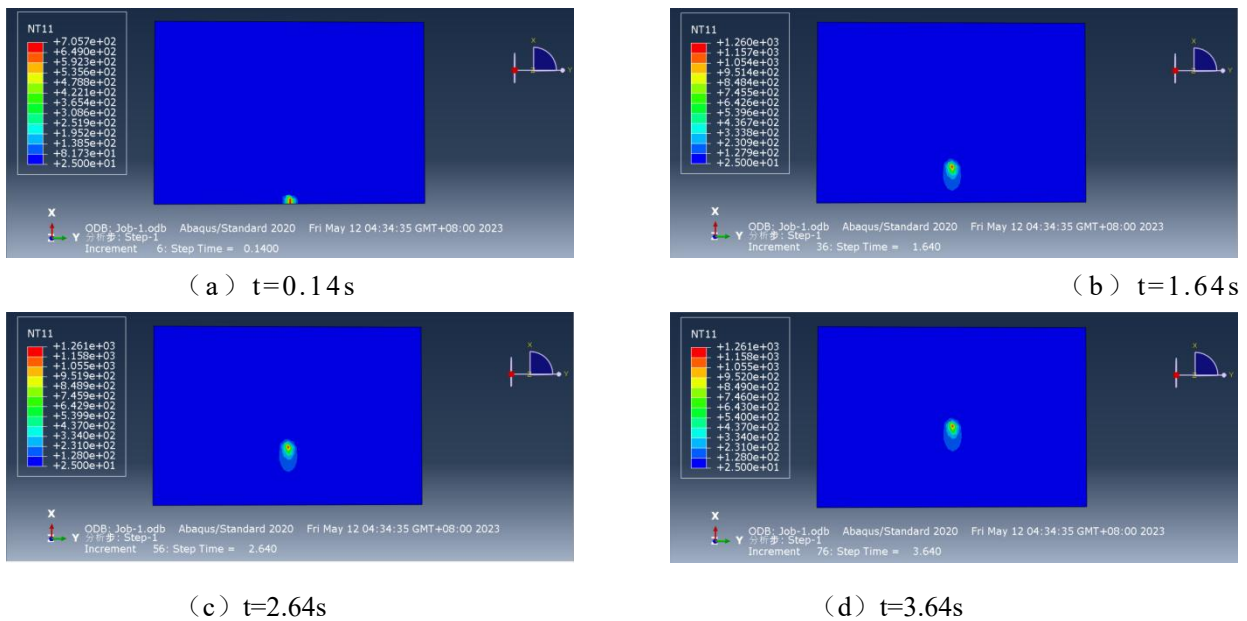 NT11
+7.057e+02
+6.490e+02
+5.923e+02
+5.356e+02
+4.788e+02
+4.221e+02
+3.654e+02
+3.086e+02
+2.519e+02
+1.952e+02
+1.385e+02
+8.173e+01
+2.500e+01
X
Y
Z
X
Y
ODB: Job-1.odb Abaqus/Standard 2020 Fri May 12 04:34:35 GMT+08:00 2023
分析步: Step-1
Increment 6: Step Time = 0.1400
（a） t=0.14s
NT11
+1.260e+03
+1.157e+03
+1.054e+03
+9.514e+02
+8.484e+02
+7.455e+02
+6.426e+02
+5.396e+02
+4.367e+02
+3.338e+02
+2.309e+02
+1.279e+02
+2.500e+01
X
Y
Z
X
Y
ODB: Job-1.odb Abaqus/Standard 2020 Fri May 12 04:34:35 GMT+08:00 2023
分析步: Step-1
Increment 36: Step Time = 1.640
（b） t=1.64s
NT11
+1.261e+03
+1.158e+03
+1.055e+03
+9.519e+02
+8.489e+02
+7.459e+02
+6.429e+02
+5.399e+02
+4.370e+02
+3.340e+02
+2.310e+02
+1.280e+02
+2.500e+01
X
Y
Z
X
Y
ODB: Job-1.odb Abaqus/Standard 2020 Fri May 12 04:34:35 GMT+08:00 2023
分析步: Step-1
Increment 56: Step Time = 2.640
（c） t=2.64s
NT11
+1.261e+03
+1.158e+03
+1.055e+03
+9.520e+02
+8.490e+02
+7.460e+02
+6.430e+02
+5.400e+02
+4.370e+02
+3.340e+02
+2.310e+02
+1.280e+02
+2.500e+01
X
Y
Z
X
Y
ODB: Job-1.odb Abaqus/Standard 2020 Fri May 12 04:34:35 GMT+08:00 2023
分析步: Step-1
Increment 76: Step Time = 3.640
（d） t=3.64s